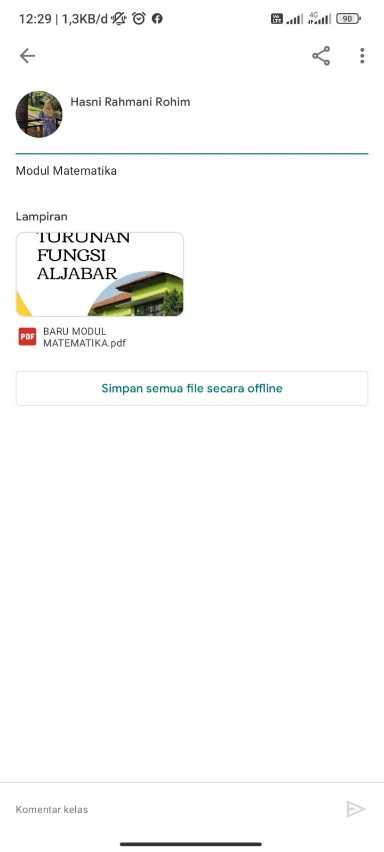 12:29 | 1,3KB/d
4G
90
Hasni Rahmani Rohim
Modul Matematika
Lampiran
TURUNAN
FUNGSI
ALJABAR
PDF
BARU MODUL
MATEMATIKA.pdf
Simpan semua file secara offline
Komentar kelas